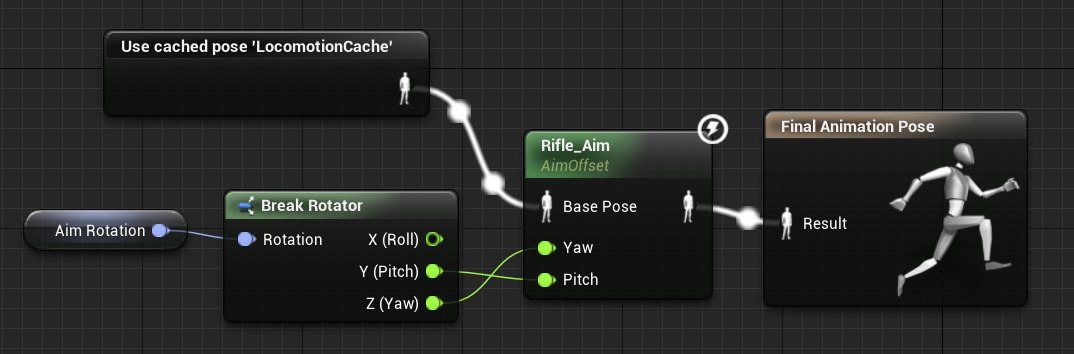 Use cached pose 'LocomotionCache'
Rifle_Aim
AimOffset
Base Pose
Yaw
Pitch
Final Animation Pose
Result
Break Rotator
Aim Rotation
Rotation
X (Roll)
Y (Pitch)
Z (Yaw)